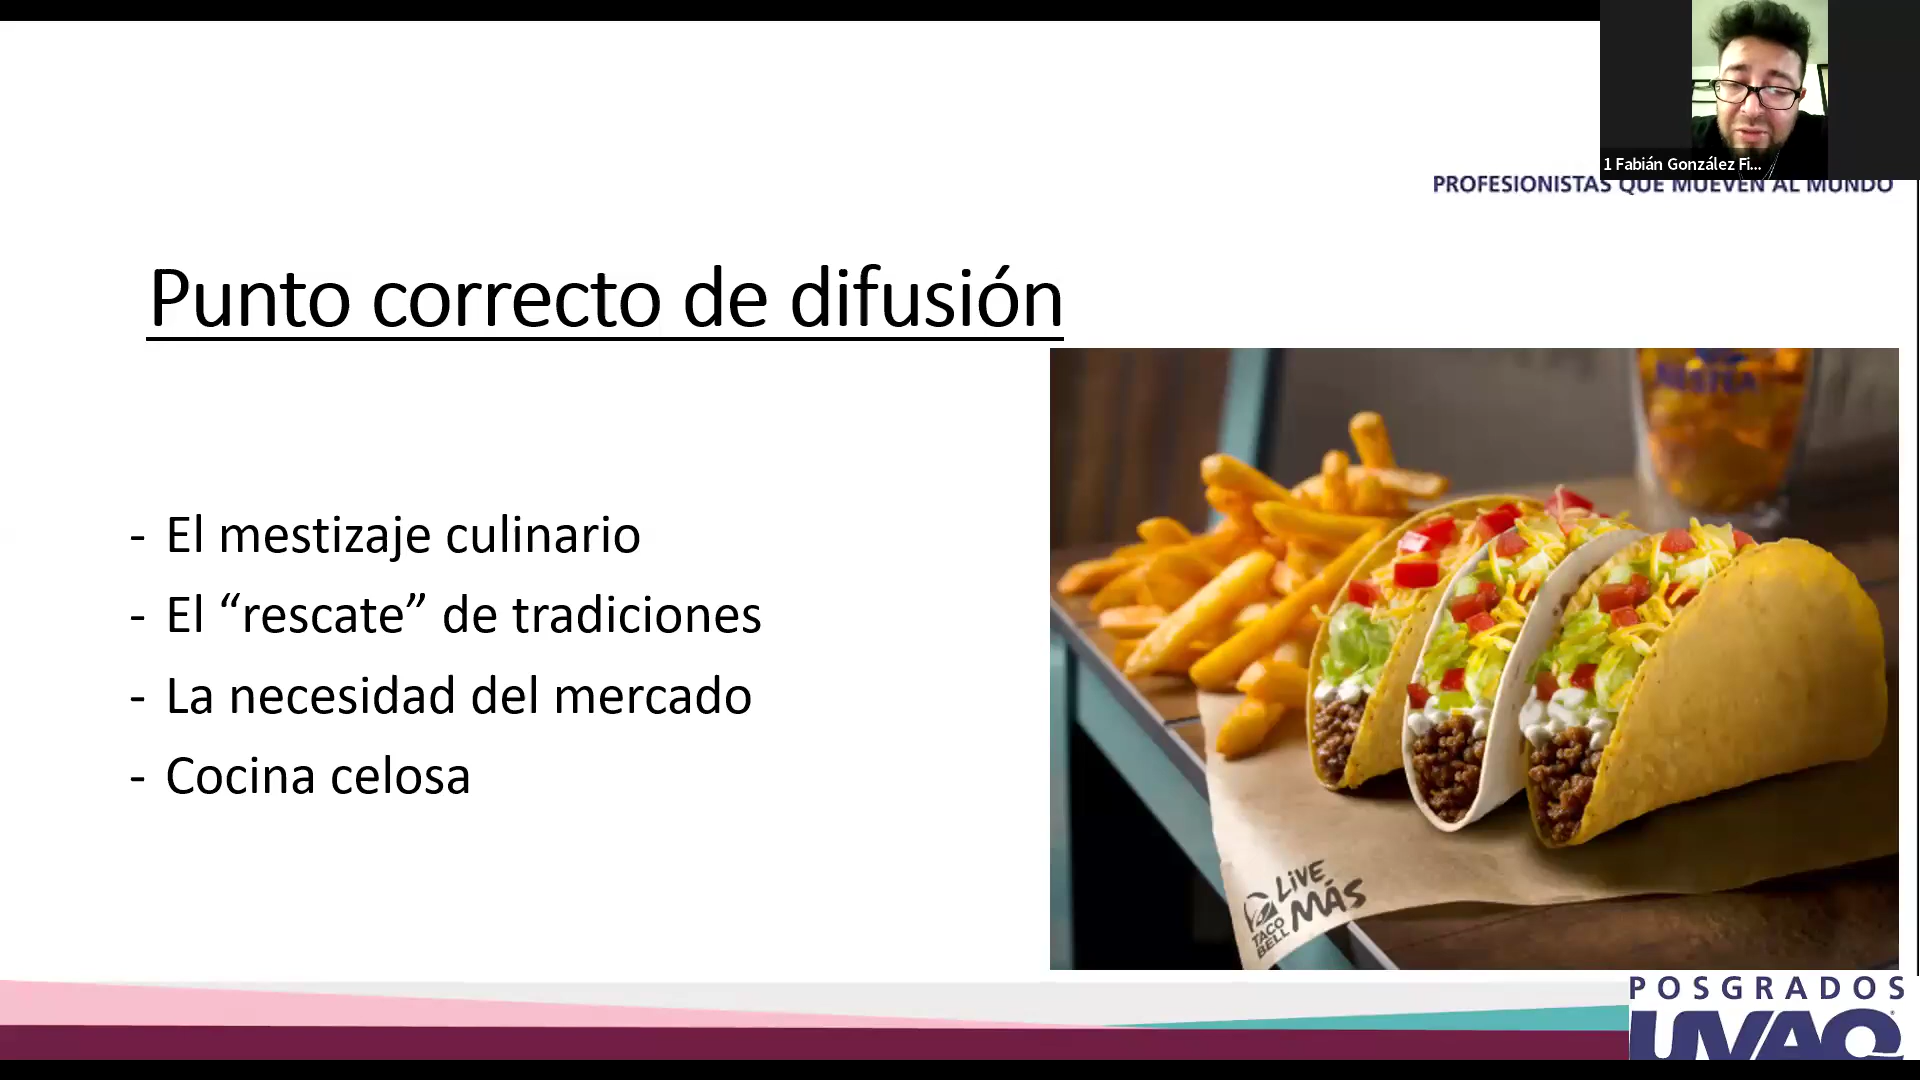 1 Fabián González Fi...
PROFESIONISTAS QUE MUEVEN AL MUNDO
Punto correcto de difusión
- El mestizaje culinario
- El “rescate” de tradiciones
- La necesidad del mercado
- Cocina celosa
LIVE
MÁS
TACO
BELL
POSGRADOS
UVAQ